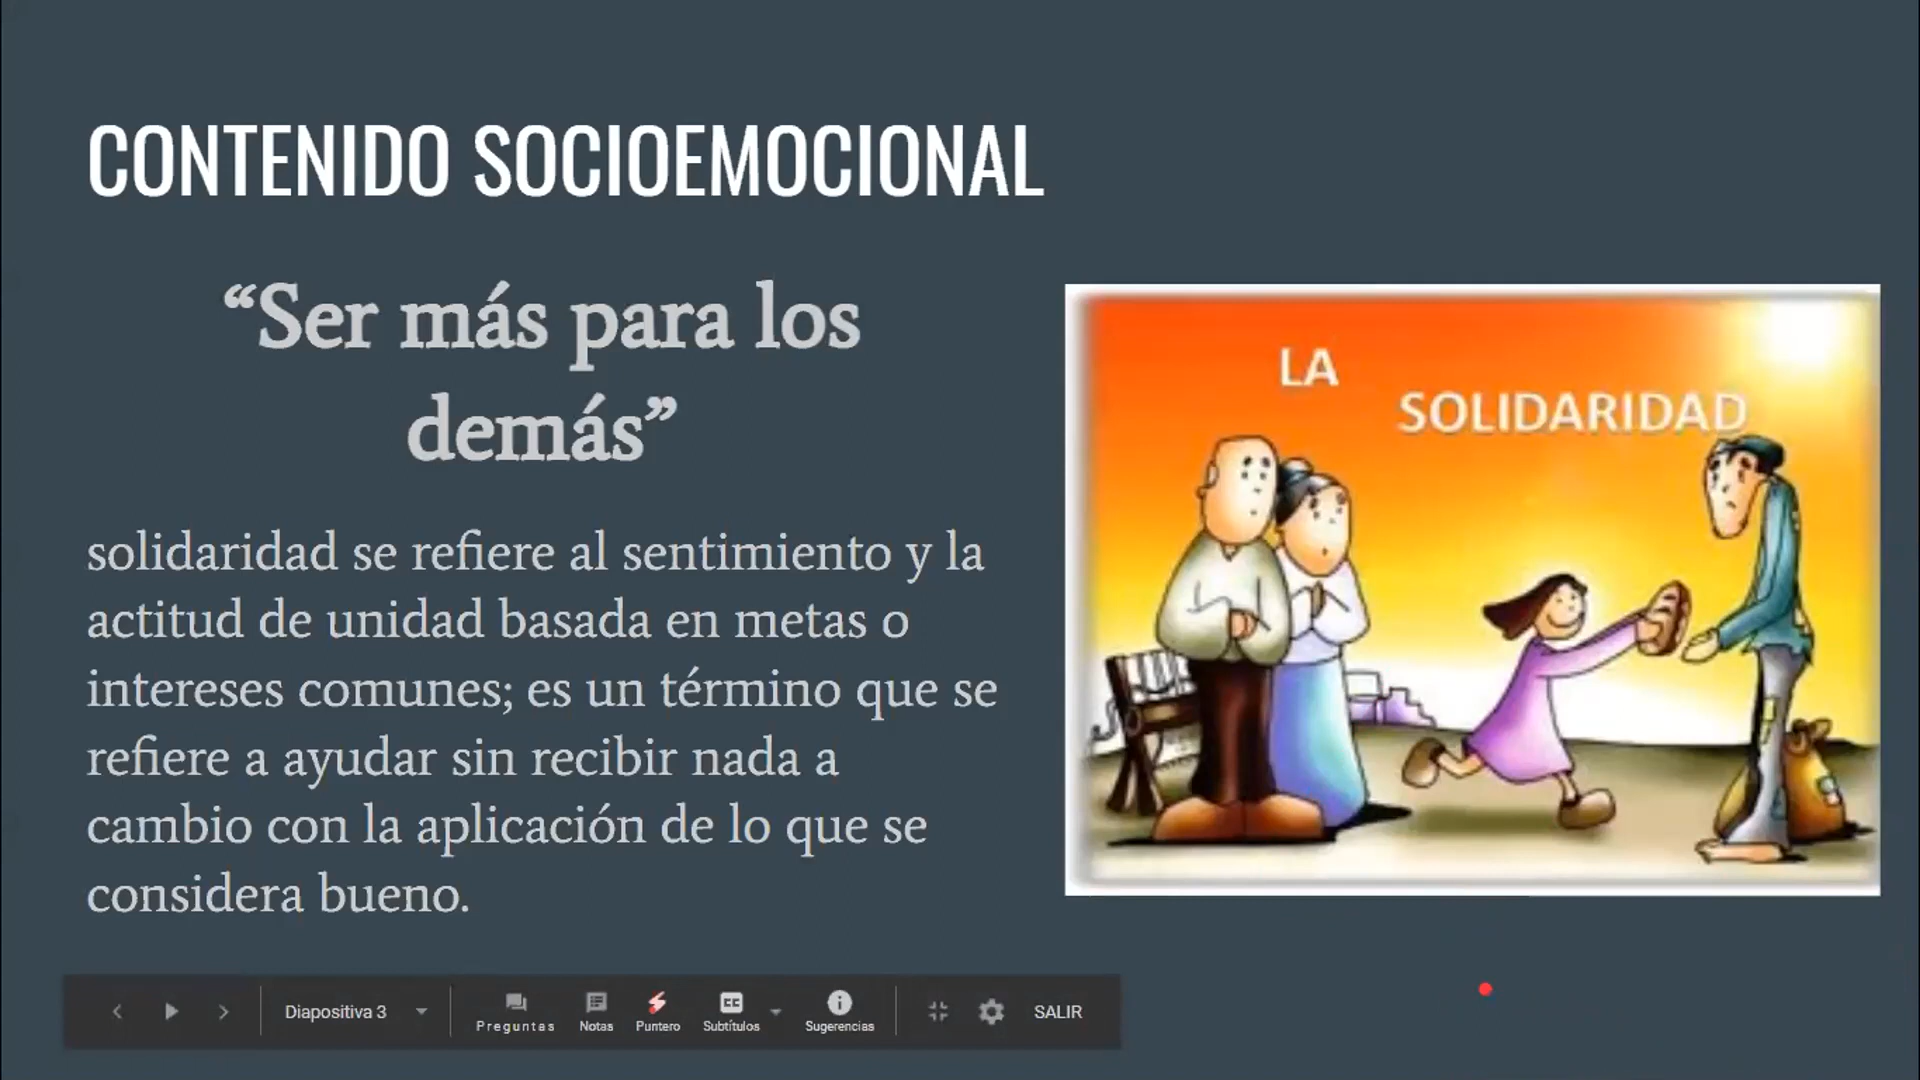 CONTENIDO SOCIOEMOCIONAL
“Ser más para los
demás”
solidaridad se refiere al sentimiento y la
actitud de unidad basada en metas o
intereses comunes; es un término que se
refiere a ayudar sin recibir nada a
cambio con la aplicación de lo que se
considera bueno.
LA
SOLIDARIDAD
Diapositiva 3
Preguntas
Notas
Puntero
CC
Subtítulos
Sugerencias
SALIR